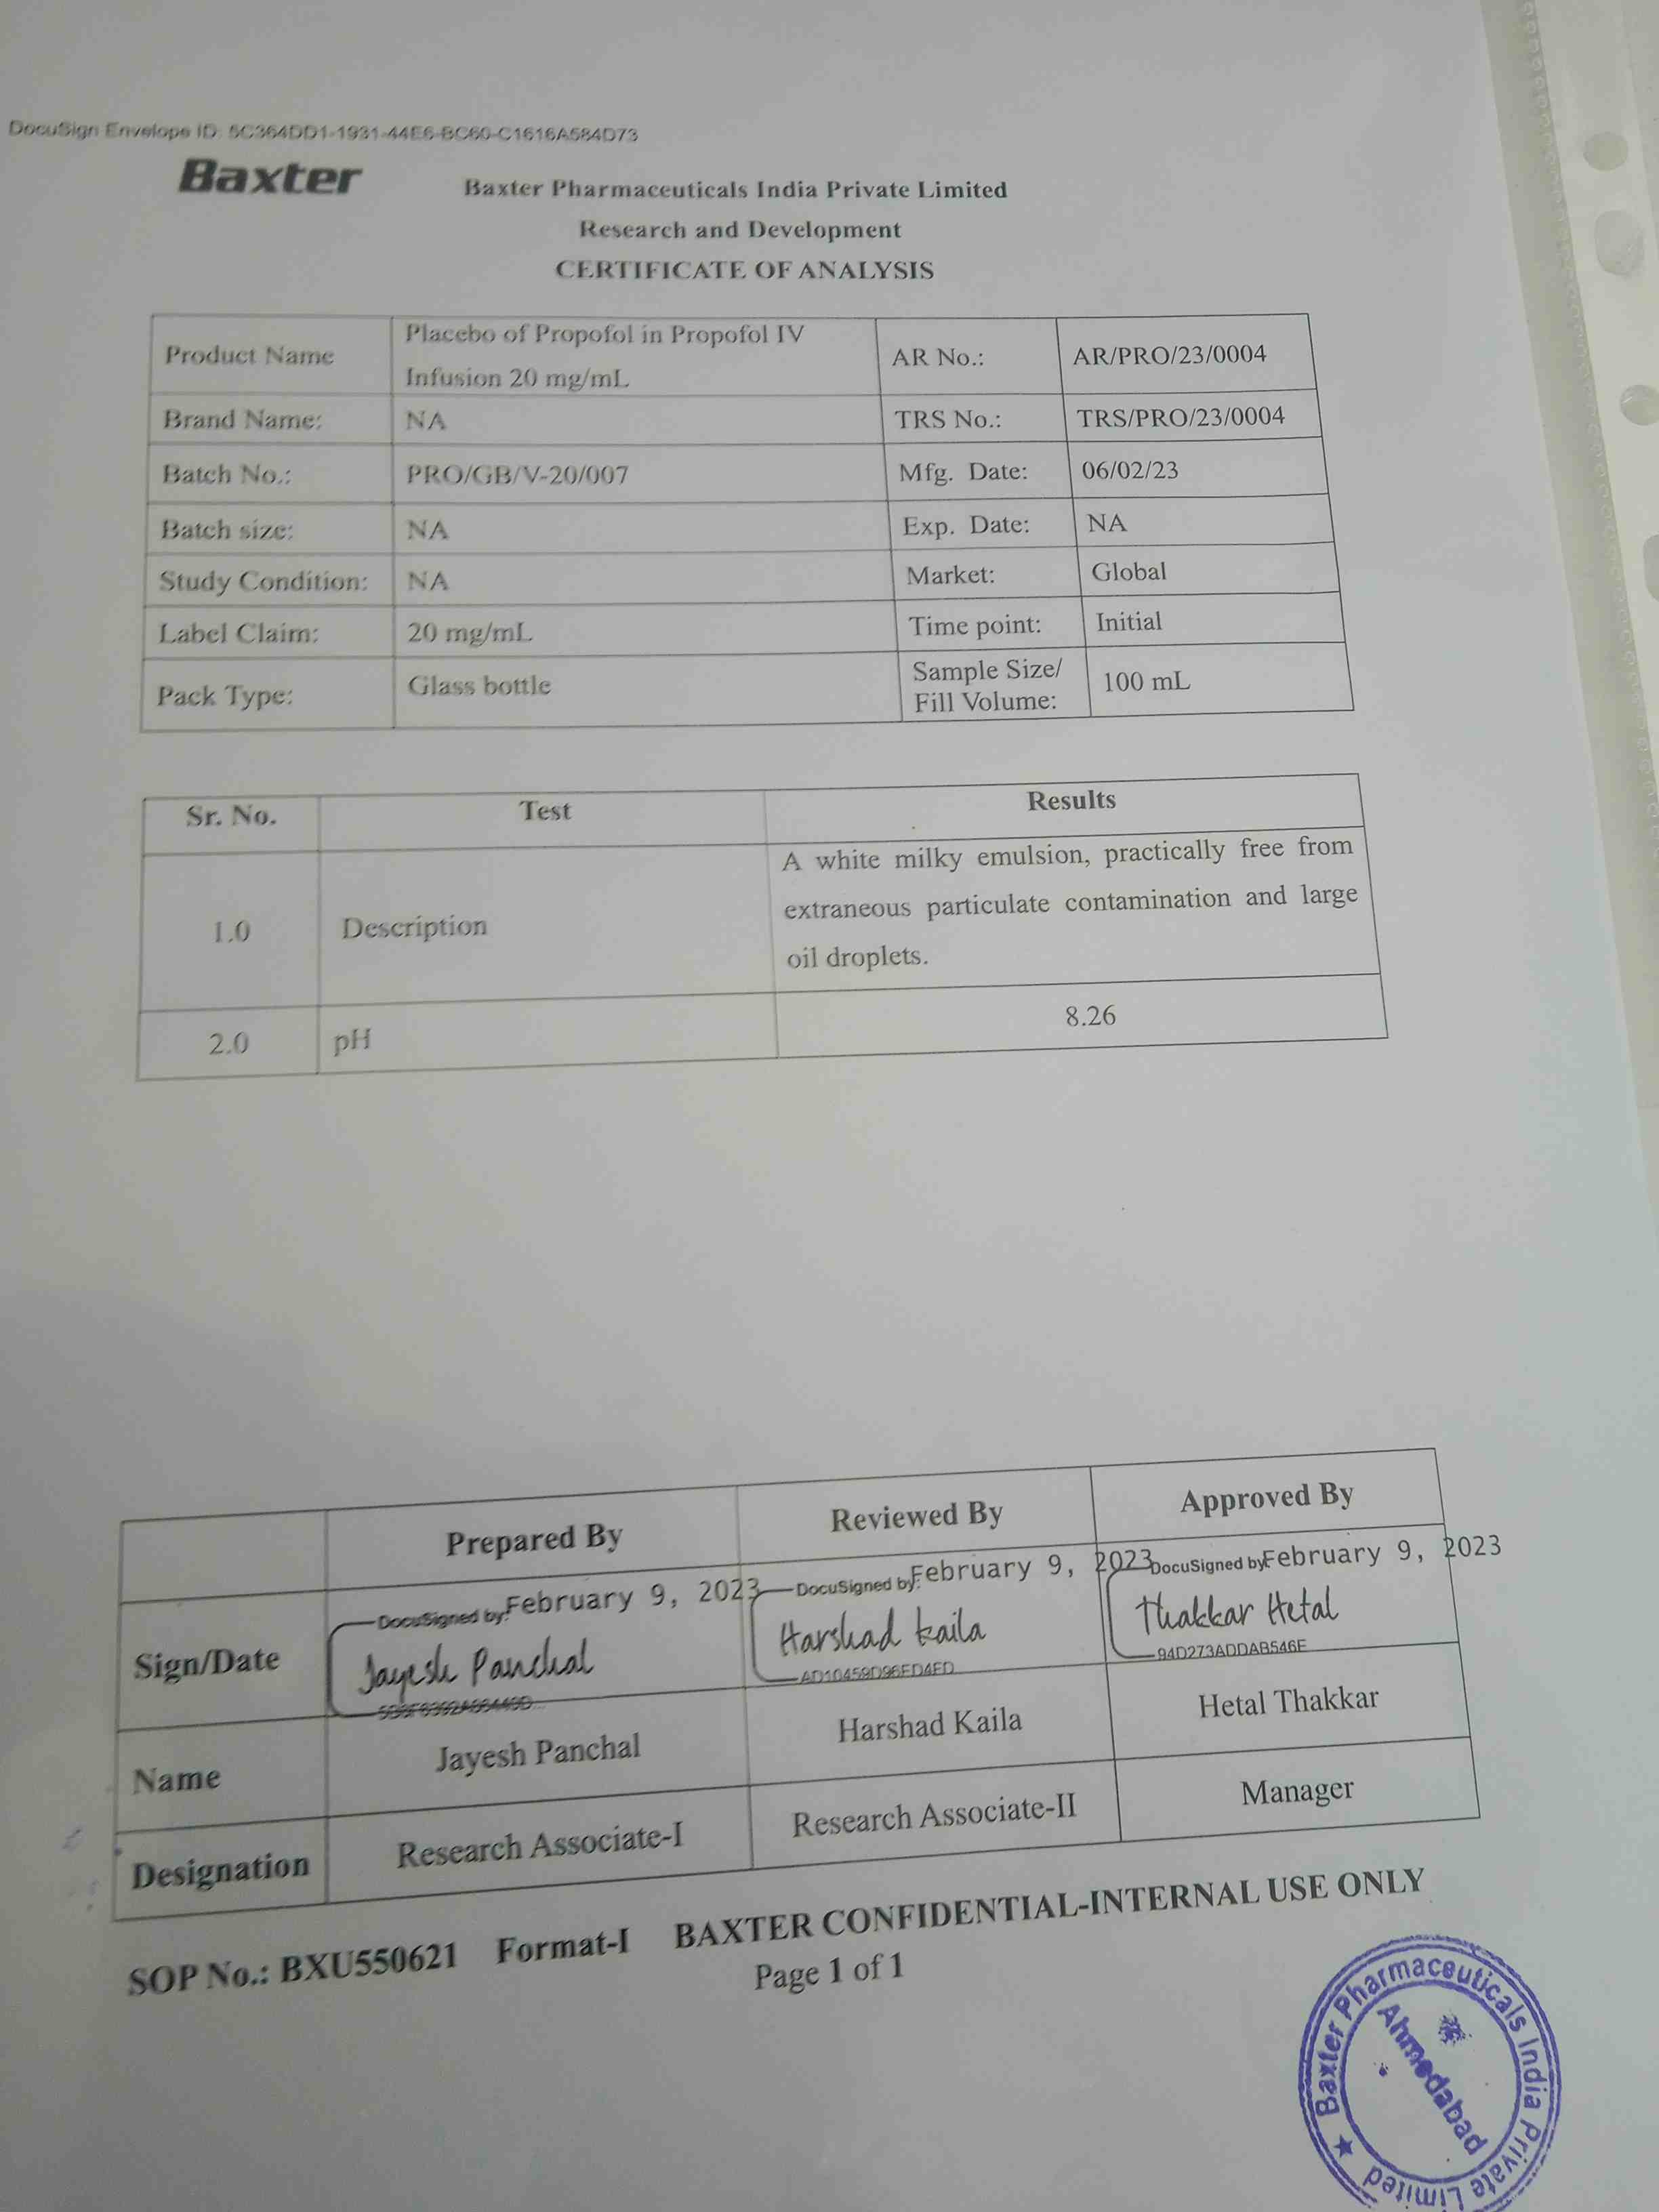 DocuSign Envelope ID: 5C364DD1-1931-44E6-BC60-C1616A584D73
Baxter
Baxter Pharmaceuticals India Private Limited
Research and Development
CERTIFICATE OF ANALYSIS
Product Name Placebo of Propofol in Propofol IV Infusion 20 mg/mL AR No.: AR/PRO/23/0004
Brand Name: NA TRS No.: TRS/PRO/23/0004
Batch No.: PRO/GB/V-20/007 Mfg. Date: 06/02/23
Batch size: NA Exp. Date: NA
Study Condition: NA Market: Global
Label Claim: 20 mg/mL Time point: Initial
Pack Type: Glass bottle Sample Size/ Fill Volume: 100 mL
Sr. No. Test Results
1.0 Description A white milky emulsion, practically free from
extraneous particulate contamination and large
oil droplets.
2.0 pH 8.26
Prepared By Reviewed By Approved By
Sign/Date
DocuSigned by: February 9, 2023
Jayesh Panchal
DocuSigned by: February 9, 2023
Harshad Kaila
AD10459D96ED4ED
DocuSigned by: February 9, 2023
Thakkar Hetal
94D273ADDAB546E
Name Jayesh Panchal Harshad Kaila Hetal Thakkar
Designation Research Associate-I Research Associate-II Manager
SOP No.: BXU550621 Format-I BAXTER CONFIDENTIAL-INTERNAL USE ONLY
Page 1 of 1
Baxter Pharmaceuticals India Private Limited
Ahmedabad